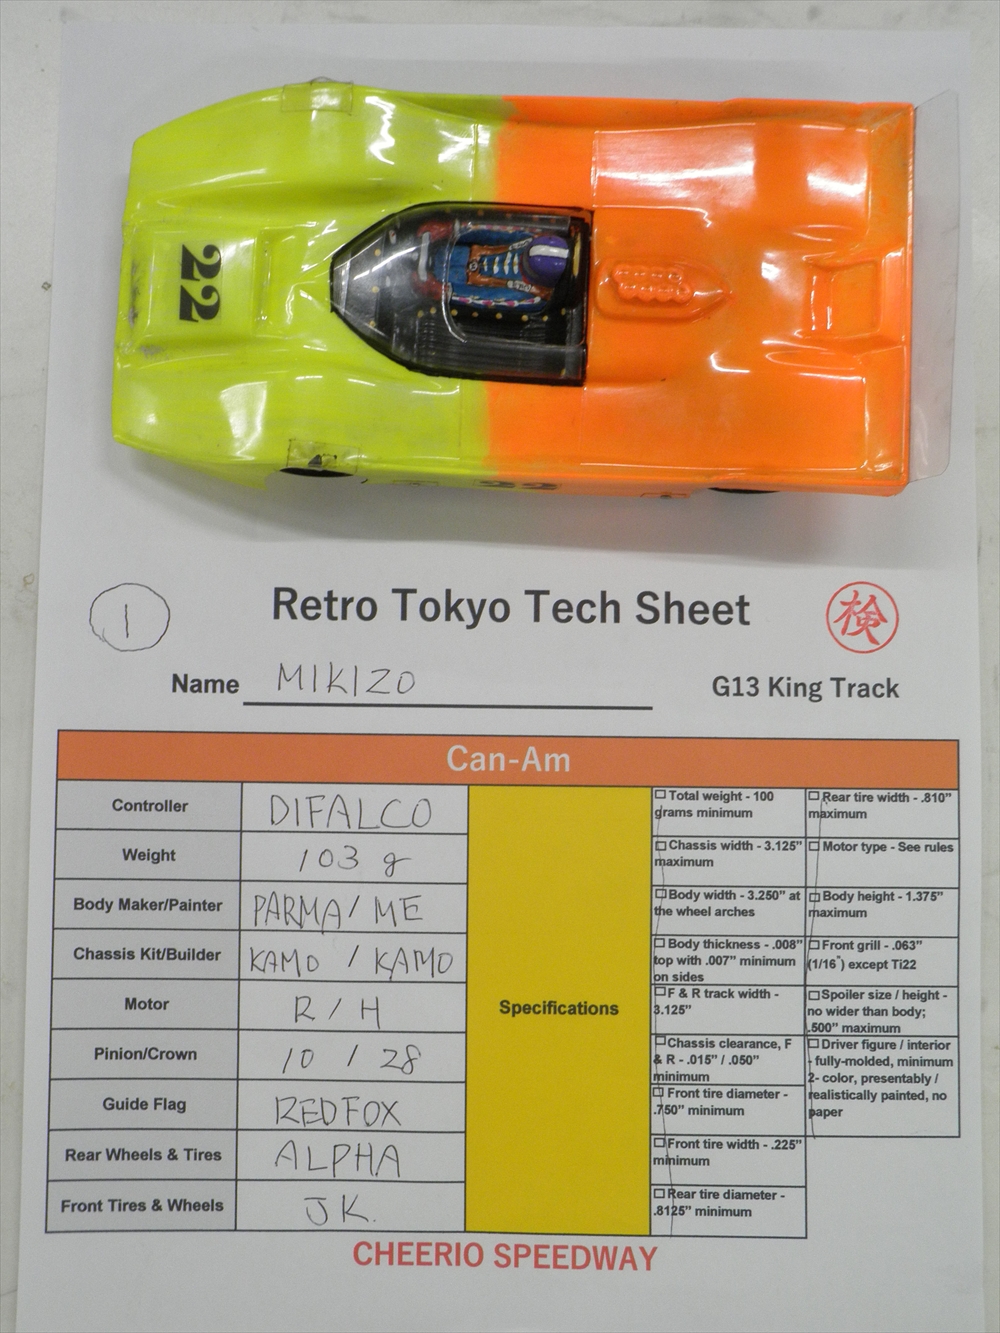 22
22
1
Retro Tokyo Tech Sheet
検
Name MIKIZO
G13 King Track
Can-Am
Controller DIFALCO
Weight 103 g
Body Maker/Painter PARMA / ME
Chassis Kit/Builder KAMO / KAMO
Motor R / H
Pinion/Crown 10 / 28
Guide Flag REDFOX
Rear Wheels & Tires ALPHA
Front Tires & Wheels JK.
Specifications
Total weight - 100
grams minimum
Chassis width - 3.125"
maximum
Body width - 3.250" at
the wheel arches
Body thickness - .008"
top with .007" minimum
on sides
F & R track width -
3.125"
Chassis clearance, F
& R - .015" / .050"
minimum
Front tire diameter -
.750" minimum
Front tire width - .225"
minimum
Rear tire diameter -
.8125" minimum
Rear tire width - .810"
maximum
Motor type - See rules
Body height - 1.375"
maximum
Front grill - .063"
(1/16") except Ti22
Spoiler size / height -
no wider than body;
.500" maximum
Driver figure / interior
- fully-molded, minimum
2- color, presentably /
realistically painted, no
paper
CHEERIO SPEEDWAY